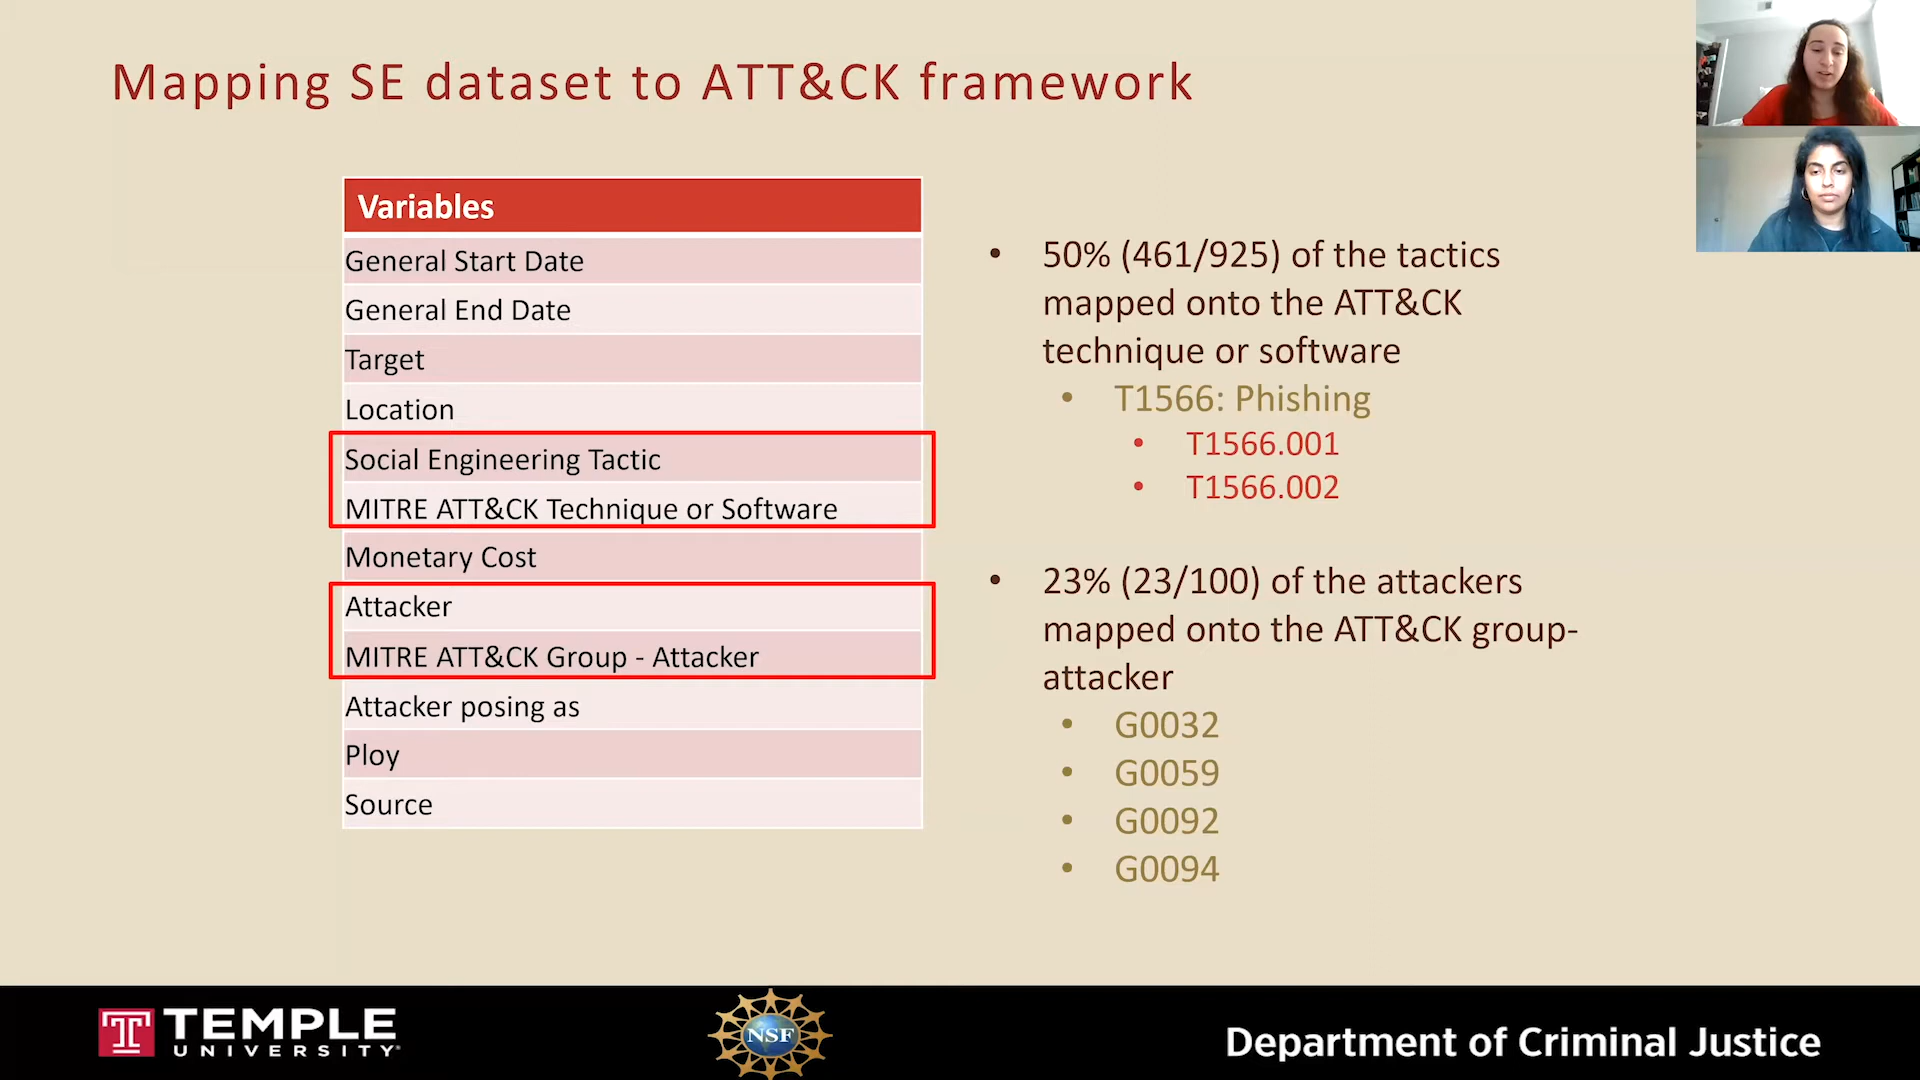 Mapping SE dataset to ATT&CK framework
Variables
General Start Date
General End Date
Target
Location
Social Engineering Tactic
MITRE ATT&CK Technique or Software
Monetary Cost
Attacker
MITRE ATT&CK Group - Attacker
Attacker posing as
Ploy
Source
• 50% (461/925) of the tactics
mapped onto the ATT&CK
technique or software
• T1566: Phishing
• T1566.001
• T1566.002
• 23% (23/100) of the attackers
mapped onto the ATT&CK group-
attacker
• G0032
• G0059
• G0092
• G0094
TEMPLE
UNIVERSITY
NSF
Department of Criminal Justice